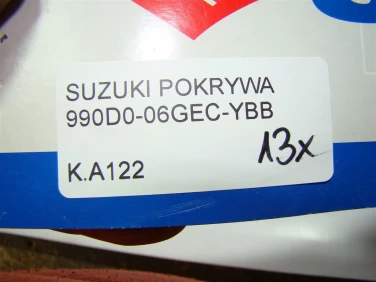 SUZUKI POKRYWA
990D0-06GEC-YBB
13x
K.A122